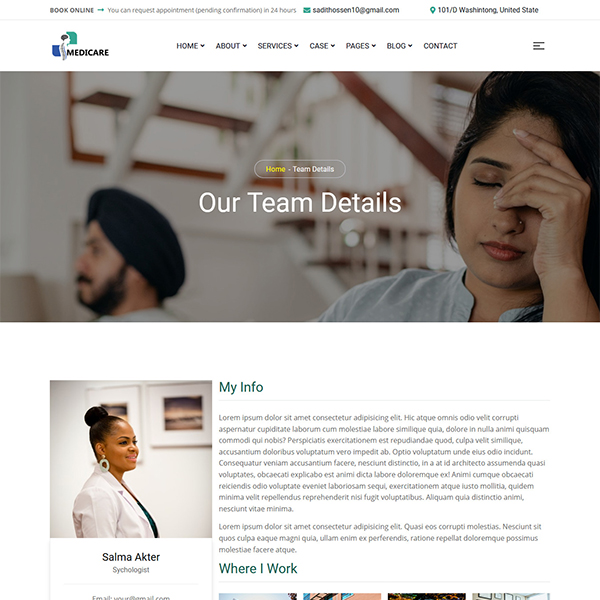 BOOK ONLINE → You can request appointment (pending confirmation) in 24 hours sadithossen10@gmail.com 101/D Washintong, United State
MEDICARE HOME ABOUT SERVICES CASE PAGES BLOG CONTACT
Home - Team Details
Our Team Details
My Info
Lorem ipsum dolor sit amet consectetur adipisicing elit. Hic atque omnis odio velit corrupti
aspernatur cupiditate laborum cum molestiae labore similique quia, dolore in nulla animi quisquam
commodi qui nobis? Perspiciatis exercitationem est repudiandae quod, culpa velit similique,
accusantium doloribus voluptatum vero impedit ab. Optio voluptatum unde eius odio incidunt.
Consequatur veniam accusantium facere, nesciunt distinctio, in a at id architecto assumenda quasi
voluptates, obcaecati explicabo est animi dicta labore doloremque ex! Animi cumque obcaecati
reiciendis odio voluptate eveniet laboriosam sequi, exercitationem atque iusto mollitia, quidem
minima velit repellendus reprehenderit nisi fugit voluptatibus. Aliquam quia distinctio animi,
nesciunt vitae minima.
Lorem ipsum dolor sit amet consectetur adipisicing elit. Quasi eos corrupti molestias. Nesciunt sit
quos culpa eaque magni quia, ullam enim ex perferendis, ratione repellat doloremque possimus
molestiae facere atque.
Salma Akter
Sychologist
Where I Work
Email: your@gmail.com